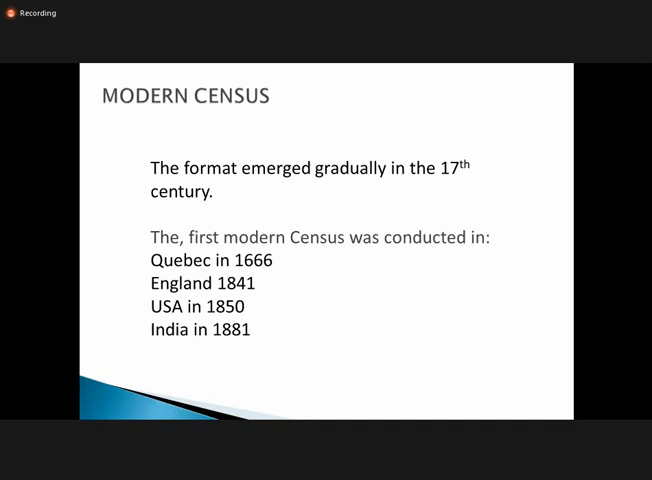 Recording
MODERN CENSUS
The format emerged gradually in the 17th
century.
The, first modern Census was conducted in:
Quebec in 1666
England 1841
USA in 1850
India in 1881